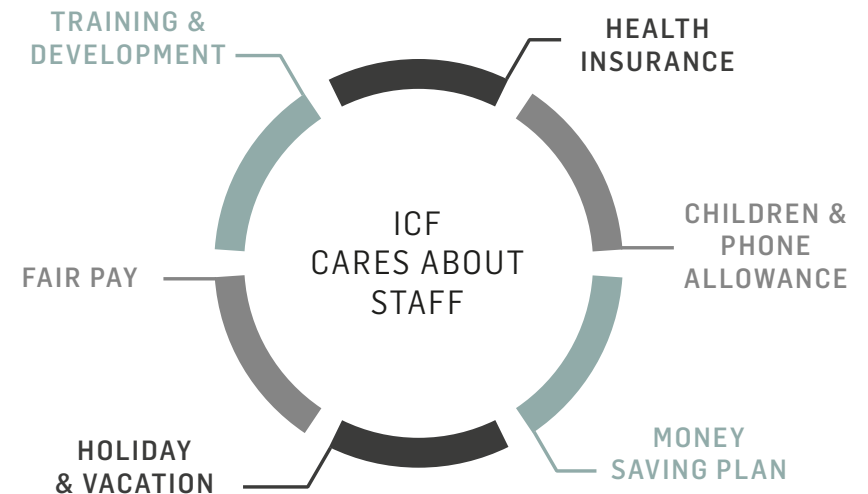 TRAINING &
DEVELOPMENT
HEALTH
INSURANCE
CHILDREN &
PHONE
ALLOWANCE
ICF
CARES ABOUT
STAFF
FAIR PAY
MONEY
SAVING PLAN
HOLIDAY
& VACATION